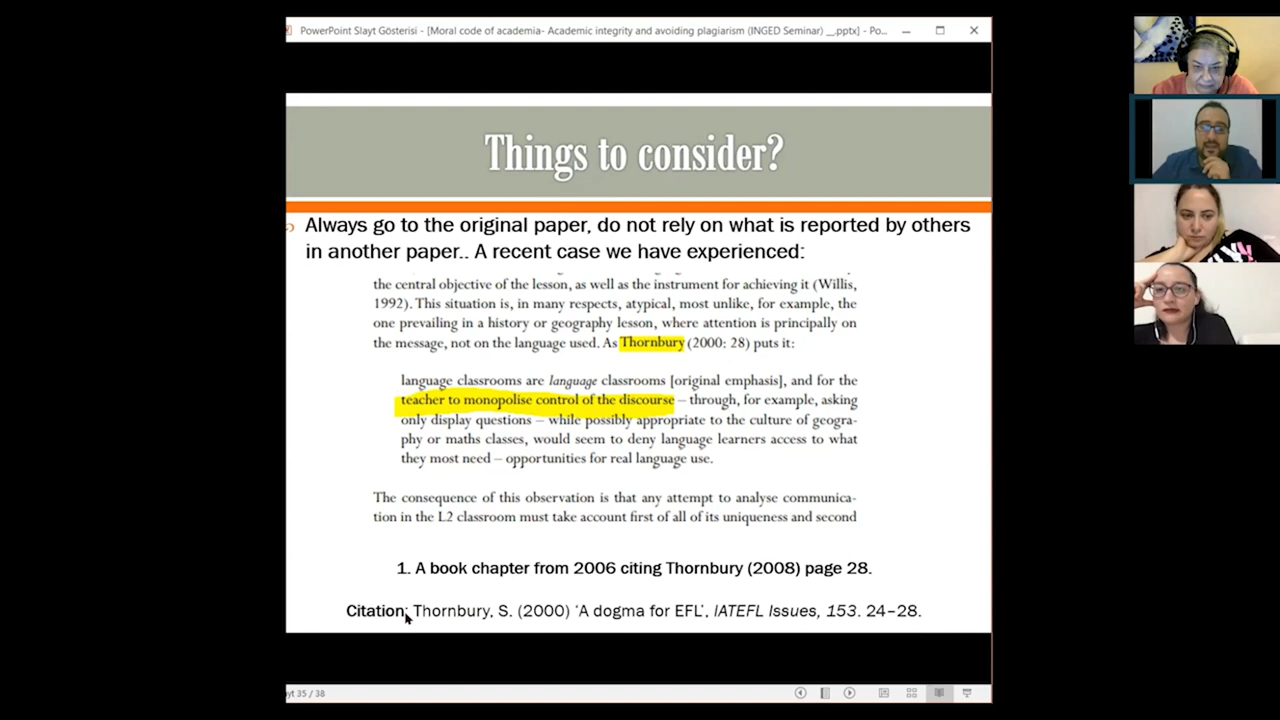 PowerPoint Slayt Gösterisi - [Moral code of academia- Academic integrity and avoiding plagiarism (INGED Seminar) __.pptx] - Po...
Things to consider?
Always go to the original paper, do not rely on what is reported by others
in another paper.. A recent case we have experienced:
the central objective of the lesson, as well as the instrument for achieving it (Willis,
1992). This situation is, in many respects, atypical, most unlike, for example, the
one prevailing in a history or geography lesson, where attention is principally on
the message, not on the language used. As Thornbury (2000: 28) puts it:
language classrooms are language classrooms [original emphasis], and for the
teacher to monopolise control of the discourse – through, for example, asking
only display questions – while possibly appropriate to the culture of geogra-
phy or maths classes, would seem to deny language learners access to what
they most need – opportunities for real language use.
The consequence of this observation is that any attempt to analyse communica-
tion in the L2 classroom must take account first of all of its uniqueness and second
1. A book chapter from 2006 citing Thornbury (2008) page 28.
Citation: Thornbury, S. (2000) ‘A dogma for EFL’, IATEFL Issues, 153. 24–28.
ayt 35 / 38